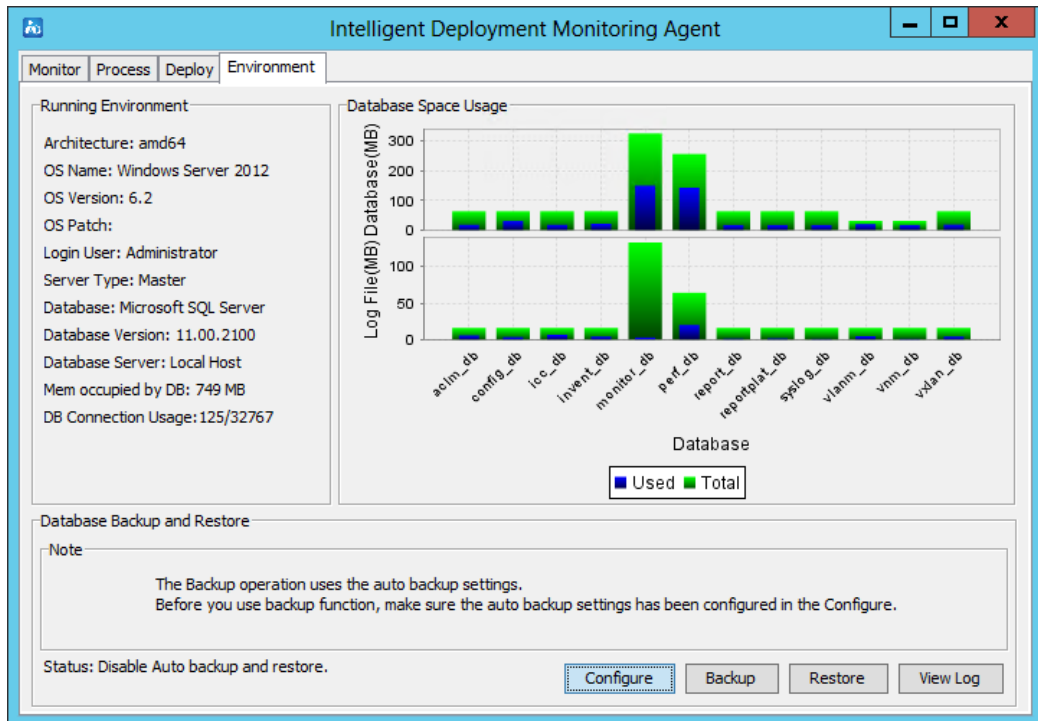 Intelligent Deployment Monitoring Agent
Monitor Process Deploy Environment
Running Environment
Architecture: amd64
OS Name: Windows Server 2012
OS Version: 6.2
OS Patch:
Login User: Administrator
Server Type: Master
Database: Microsoft SQL Server
Database Version: 11.00.2100
Database Server: Local Host
Mem occupied by DB: 749 MB
DB Connection Usage:125/32767
Database Space Usage
Database(MB)
300
200
100
0
Log File(MB)
100
50
0
aclm_db config_db icc_db invent_db monitor_db perf_db report_db reportplat_db syslog_db vlanm_db vnm_db vxlan_db
Database
Used Total
Database Backup and Restore
Note
The Backup operation uses the auto backup settings.
Before you use backup function, make sure the auto backup settings has been configured in the Configure.
Status: Disable Auto backup and restore.
Configure Backup Restore View Log